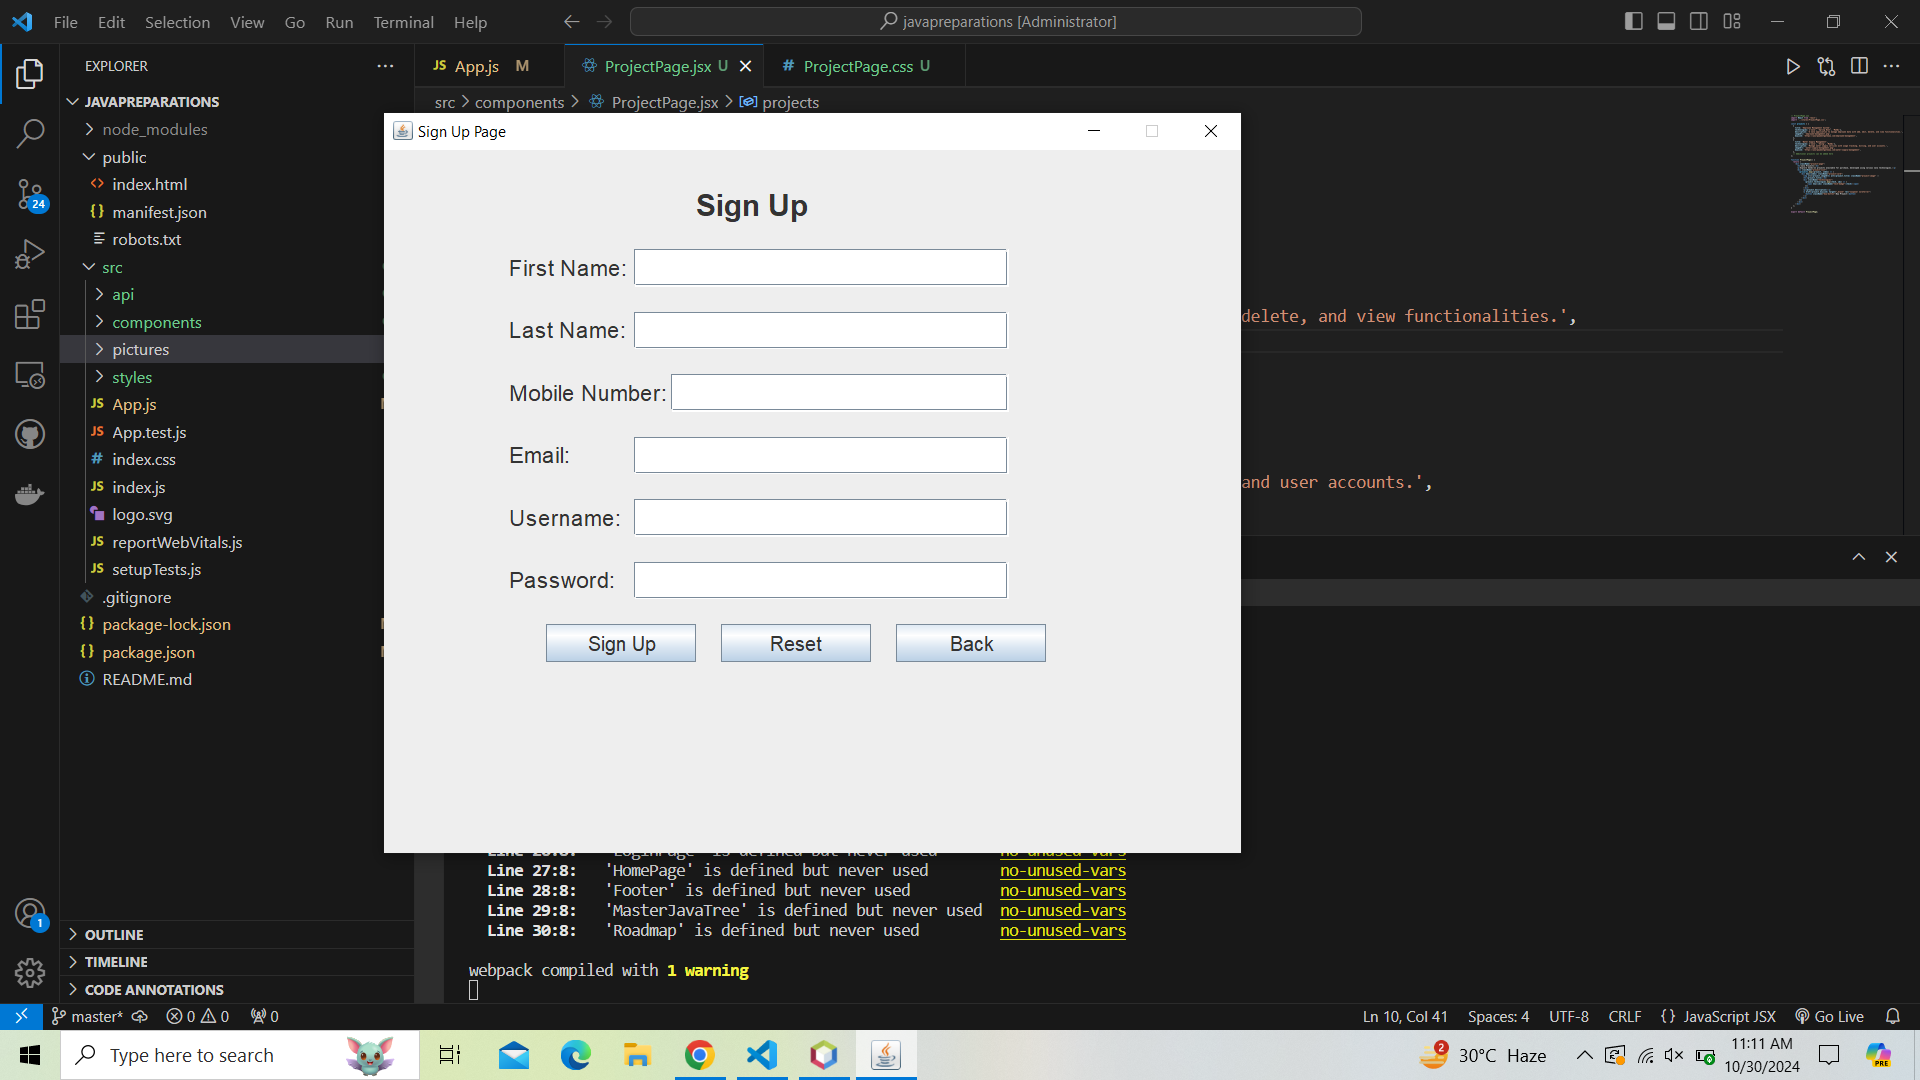 File Edit Selection View Go Run Terminal Help
javapreparations [Administrator]
EXPLORER
JS App.js M
ProjectPage.jsx U
# ProjectPage.css U
JAVAPREPARATIONS
src > components > ProjectPage.jsx > projects
node_modules
public
index.html
{} manifest.json
robots.txt
src
api
components
pictures
styles
JS App.js
JS App.test.js
# index.css
JS index.js
logo.svg
JS reportWebVitals.js
JS setupTests.js
.gitignore
{} package-lock.json
{} package.json
README.md
OUTLINE
TIMELINE
CODE ANNOTATIONS
24
1
Sign Up Page
Sign Up
First Name:
Last Name:
Mobile Number:
Email:
Username:
Password:
Sign Up Reset Back
delete, and view functionalities.',
and user accounts.',
Line 27:8: 'HomePage' is defined but never used no-unused-vars
Line 28:8: 'Footer' is defined but never used no-unused-vars
Line 29:8: 'MasterJavaTree' is defined but never used no-unused-vars
Line 30:8: 'Roadmap' is defined but never used no-unused-vars
webpack compiled with 1 warning
master* 0 0 0
Ln 10, Col 41 Spaces: 4 UTF-8 CRLF {} JavaScript JSX Go Live
Type here to search
2
30°C Haze
11:11 AM
10/30/2024
PRE